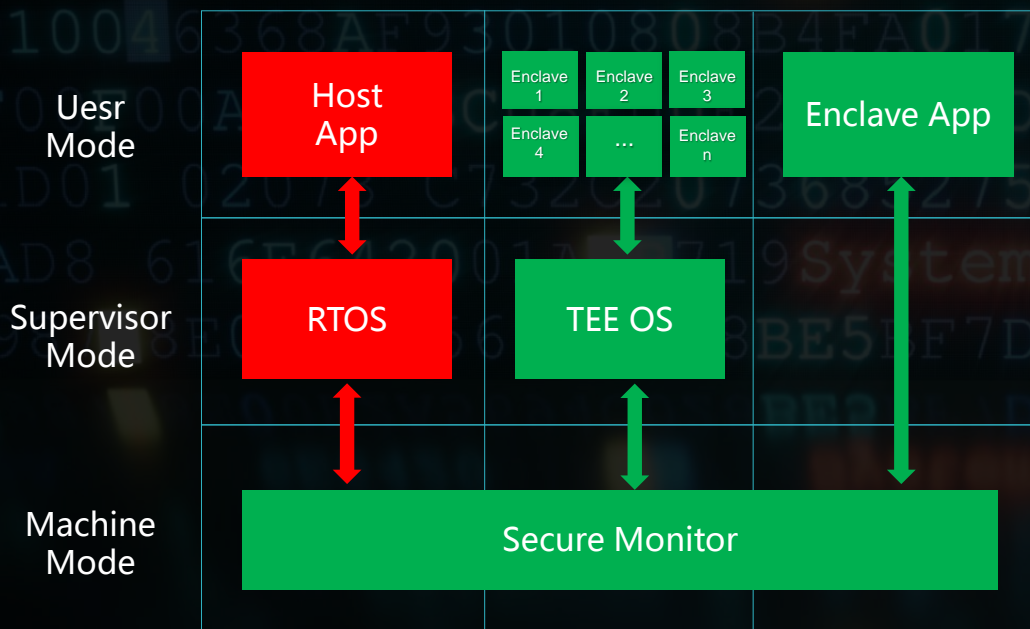 Uesr
Mode
Host
App
Enclave
1
Enclave
2
Enclave
3
Enclave
4
...
Enclave
n
Enclave App
Supervisor
Mode
RTOS
TEE OS
Machine
Mode
Secure Monitor
System